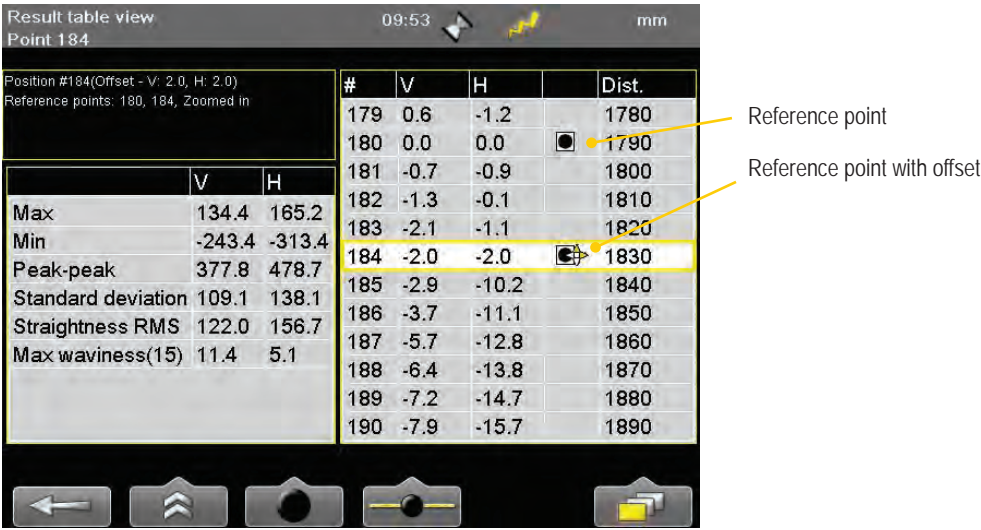 Result table view
Point 184
09:53
mm
Position #184(Offset - V: 2.0, H: 2.0)
Reference points: 180, 184, Zoomed in
V H
Max 134.4 165.2
Min -243.4 -313.4
Peak-peak 377.8 478.7
Standard deviation 109.1 138.1
Straightness RMS 122.0 156.7
Max waviness(15) 11.4 5.1
# V H Dist.
179 0.6 -1.2 1780
180 0.0 0.0 1790
181 -0.7 -0.9 1800
182 -1.3 -0.1 1810
183 -2.1 -1.1 1820
184 -2.0 -2.0 1830
185 -2.9 -10.2 1840
186 -3.7 -11.1 1850
187 -5.7 -12.8 1860
188 -6.4 -13.8 1870
189 -7.2 -14.7 1880
190 -7.9 -15.7 1890
Reference point
Reference point with offset